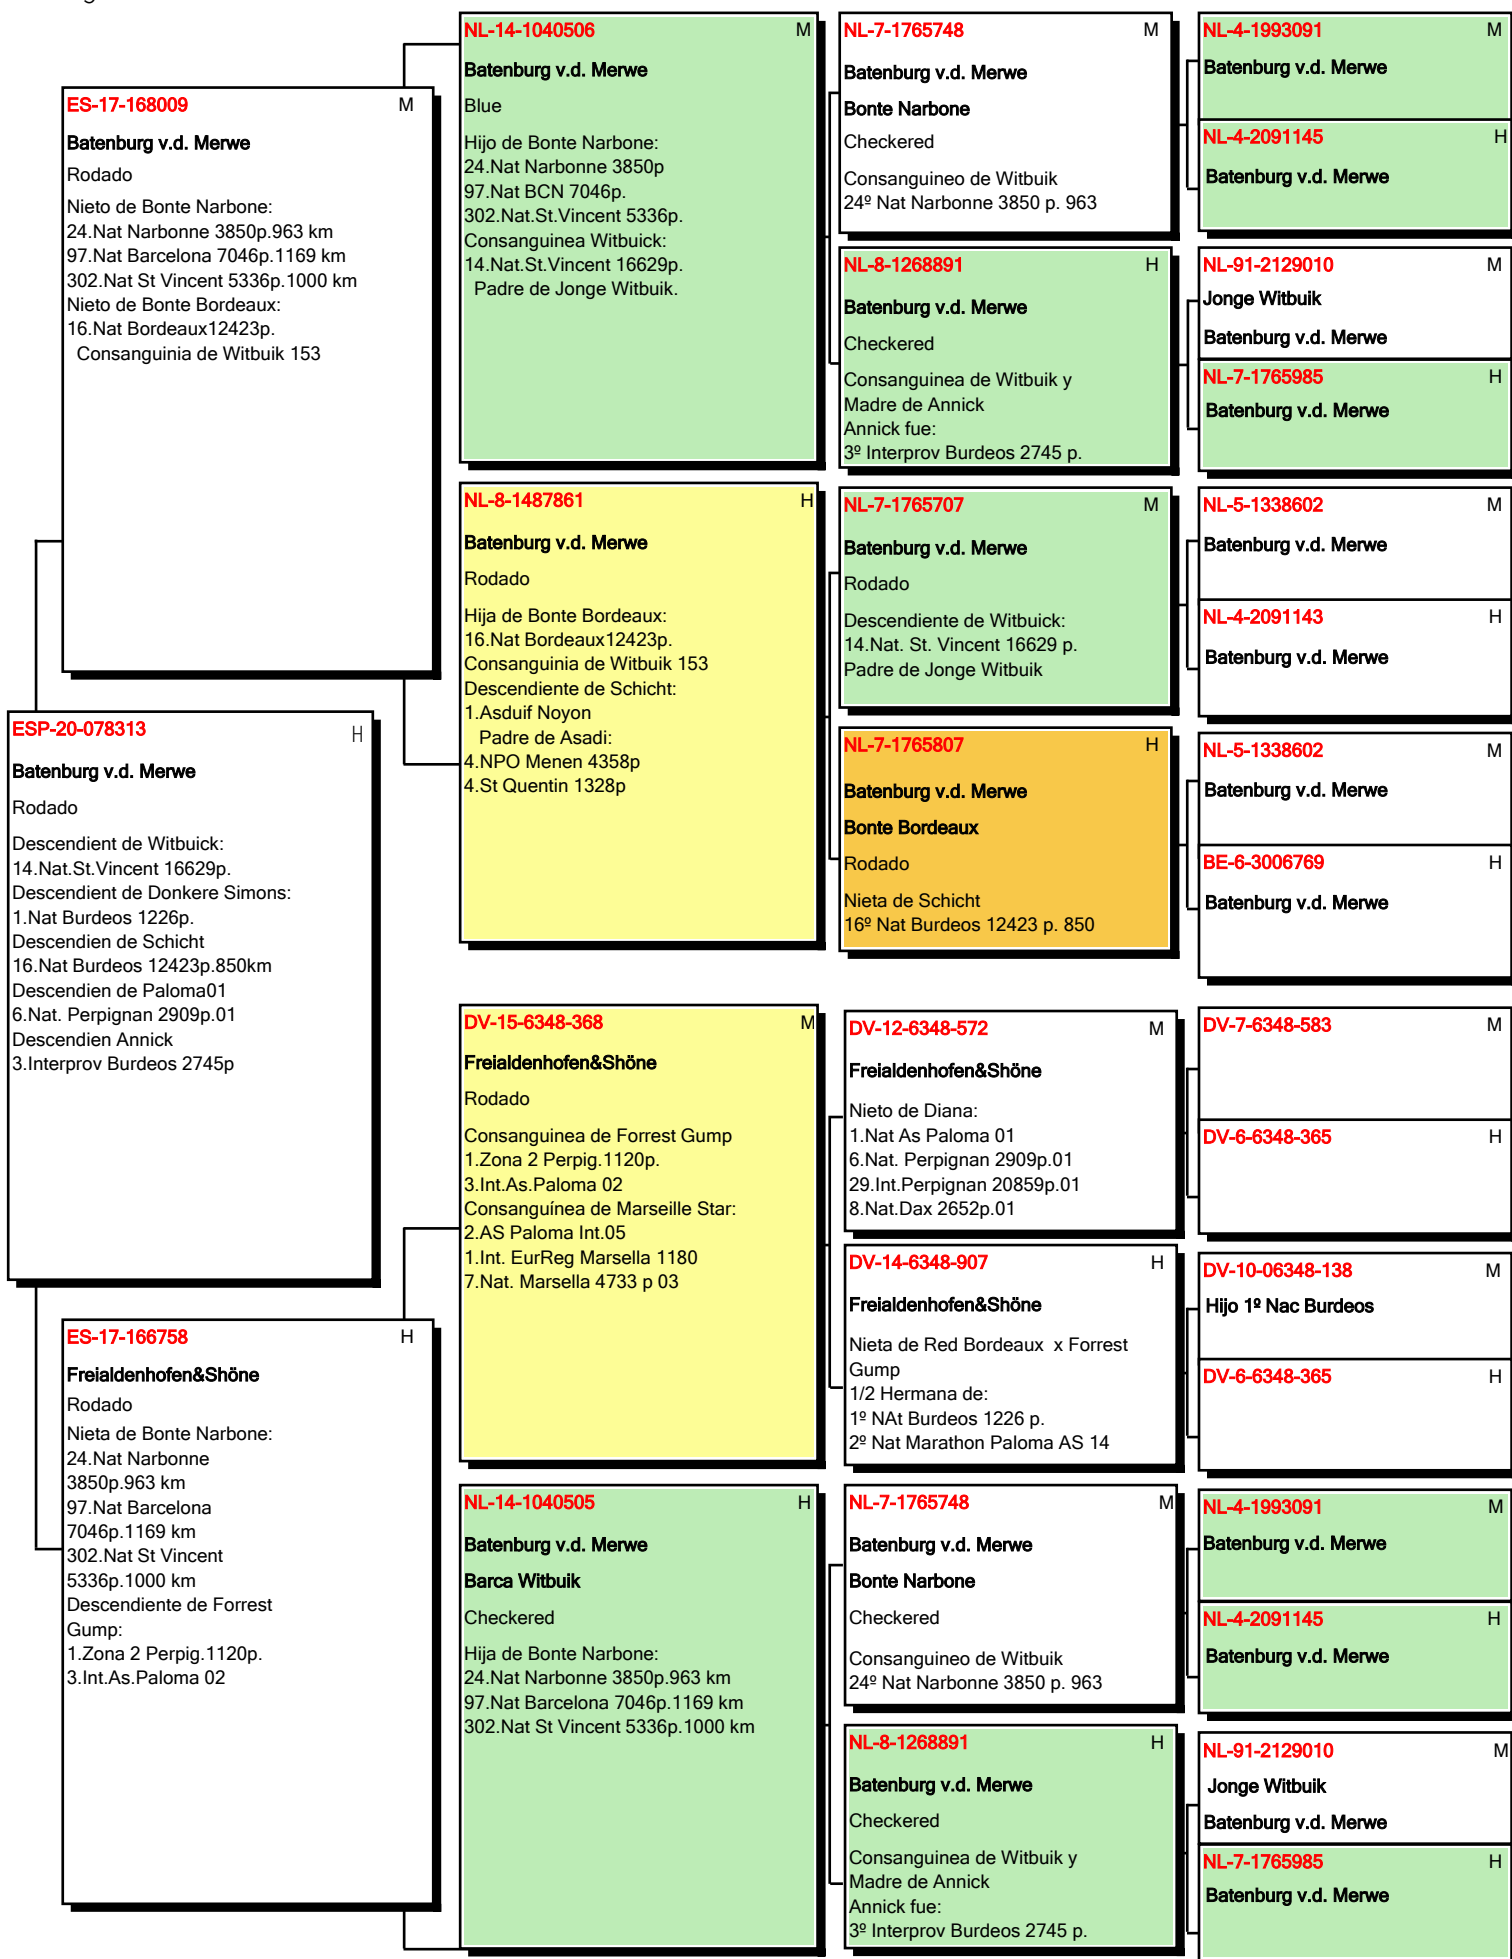 ESP-20-078313 H
Batenburg v.d. Merwe
Rodado
Descendient de Witbuick:
14.Nat.St.Vincent 16629p.
Descendient de Donkere Simons:
1.Nat Burdeos 1226p.
Descendien de Schicht
16.Nat Burdeos 12423p.850km
Descendien de Paloma01
6.Nat. Perpignan 2909p.01
Descendien Annick
3.Interprov Burdeos 2745p
ES-17-168009 M
Batenburg v.d. Merwe
Rodado
Nieto de Bonte Narbone:
24.Nat Narbonne 3850p.963 km
97.Nat Barcelona 7046p.1169 km
302.Nat St Vincent 5336p.1000 km
Nieto de Bonte Bordeaux:
16.Nat Bordeaux12423p.
Consanguinia de Witbuik 153
ES-17-166758 H
Freialdenhofen&Shöne
Rodado
Nieta de Bonte Narbone:
24.Nat Narbonne
3850p.963 km
97.Nat Barcelona
7046p.1169 km
302.Nat St Vincent
5336p.1000 km
Descendiente de Forrest
Gump:
1.Zona 2 Perpig.1120p.
3.Int.As.Paloma 02
NL-14-1040506 M
Batenburg v.d. Merwe
Blue
Hijo de Bonte Narbone:
24.Nat Narbonne 3850p
97.Nat BCN 7046p.
302.Nat.St.Vincent 5336p.
Consanguinea Witbuick:
14.Nat.St.Vincent 16629p.
Padre de Jonge Witbuik.
NL-8-1487861 H
Batenburg v.d. Merwe
Rodado
Hija de Bonte Bordeaux:
16.Nat Bordeaux12423p.
Consanguinia de Witbuik 153
Descendiente de Schicht:
1.Asduif Noyon
Padre de Asadi:
4.NPO Menen 4358p
4.St Quentin 1328p
DV-15-6348-368 M
Freialdenhofen&Shöne
Rodado
Consanguinea de Forrest Gump
1.Zona 2 Perpig.1120p.
3.Int.As.Paloma 02
Consanguínea de Marseille Star:
2.AS Paloma Int.05
1.Int. EurReg Marsella 1180
7.Nat. Marsella 4733 p 03
NL-14-1040505 H
Batenburg v.d. Merwe
Barca Witbuik
Checkered
Hija de Bonte Narbone:
24.Nat Narbonne 3850p.963 km
97.Nat Barcelona 7046p.1169 km
302.Nat St Vincent 5336p.1000 km
NL-7-1765748 M
Batenburg v.d. Merwe
Bonte Narbone
Checkered
Consanguineo de Witbuik
24º Nat Narbonne 3850 p. 963
NL-8-1268891 H
Batenburg v.d. Merwe
Checkered
Consanguinea de Witbuik y
Madre de Annick
Annick fue:
3º Interprov Burdeos 2745 p.
NL-7-1765707 M
Batenburg v.d. Merwe
Rodado
Descendiente de Witbuick:
14.Nat. St. Vincent 16629 p.
Padre de Jonge Witbuik
NL-7-1765807 H
Batenburg v.d. Merwe
Bonte Bordeaux
Rodado
Nieta de Schicht
16º Nat Burdeos 12423 p. 850
DV-12-6348-572 M
Freialdenhofen&Shöne
Nieto de Diana:
1.Nat As Paloma 01
6.Nat. Perpignan 2909p.01
29.Int.Perpignan 20859p.01
8.Nat.Dax 2652p.01
DV-14-6348-907 H
Freialdenhofen&Shöne
Nieta de Red Bordeaux x Forrest
Gump
1/2 Hermana de:
1º NAt Burdeos 1226 p.
2º Nat Marathon Paloma AS 14
NL-7-1765748 M
Batenburg v.d. Merwe
Bonte Narbone
Checkered
Consanguineo de Witbuik
24º Nat Narbonne 3850 p. 963
NL-8-1268891 H
Batenburg v.d. Merwe
Checkered
Consanguinea de Witbuik y
Madre de Annick
Annick fue:
3º Interprov Burdeos 2745 p.
NL-4-1993091 M
Batenburg v.d. Merwe
NL-4-2091145 H
Batenburg v.d. Merwe
NL-91-2129010 M
Jonge Witbuik
Batenburg v.d. Merwe
NL-7-1765985 H
Batenburg v.d. Merwe
NL-5-1338602 M
Batenburg v.d. Merwe
NL-4-2091143 H
Batenburg v.d. Merwe
NL-5-1338602 M
Batenburg v.d. Merwe
BE-6-3006769 H
Batenburg v.d. Merwe
DV-7-6348-583 M
DV-6-6348-365 H
DV-10-06348-138 M
Hijo 1º Nac Burdeos
DV-6-6348-365 H
NL-4-1993091 M
Batenburg v.d. Merwe
NL-4-2091145 H
Batenburg v.d. Merwe
NL-91-2129010 M
Jonge Witbuik
Batenburg v.d. Merwe
NL-7-1765985 H
Batenburg v.d. Merwe